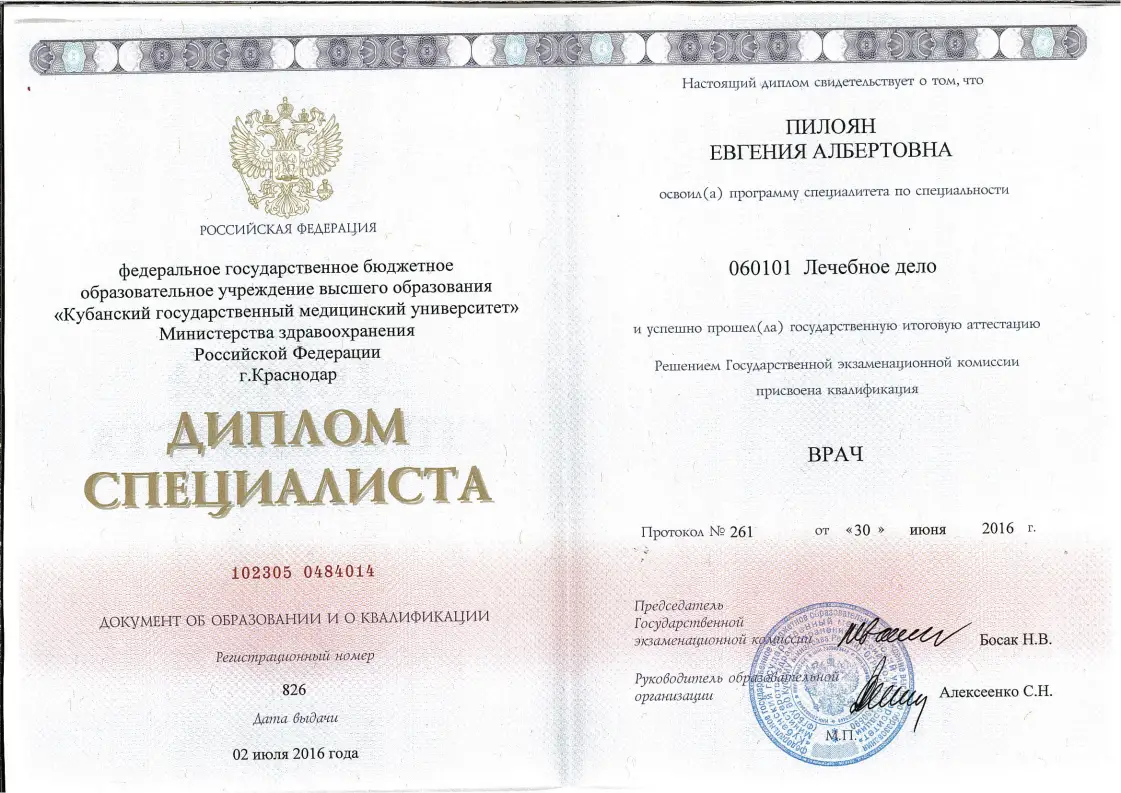 РОССИЙСКАЯ ФЕДЕРАЦИЯ
федеральное государственное бюджетное
образовательное учреждение высшего образования
«Кубанский государственный медицинский университет»
Министерства здравоохранения
Российской Федерации
г.Краснодар
ДИПЛОМ
СПЕЦИАЛИСТА
102305 0484014
ДОКУМЕНТ ОБ ОБРАЗОВАНИИ И О КВАЛИФИКАЦИИ
Регистрационный номер
826
Дата выдачи
02 июля 2016 года
Настоящий диплом свидетельствует о том, что
ПИЛОЯН
ЕВГЕНИЯ АЛБЕРТОВНА
освоил(а) программу специалитета по специальности
060101 Лечебное дело
и успешно прошел(ла) государственную итоговую аттестацию
Решением Государственной экзаменационной комиссии
присвоена квалификация
ВРАЧ
Протокол № 261 от «30 » июня 2016 г.
Председатель
Государственной
экзаменационной комиссии Босак Н.В.
Руководитель образовательной
организации Алексеенко С.Н.
М.П.